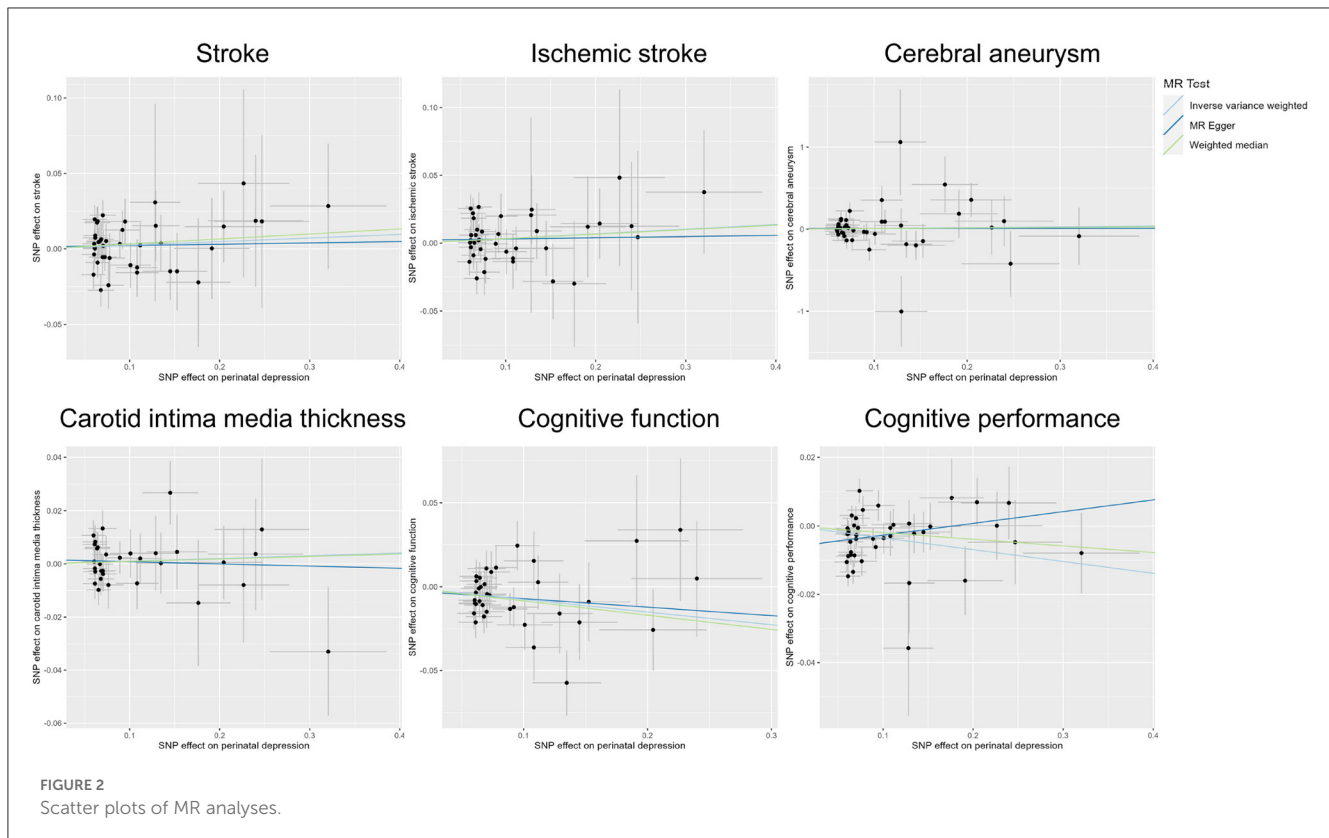 Stroke
Ischemic stroke
Cerebral aneurysm
MR Test
Inverse variance weighted
MR Egger
Weighted median
SNP effect on stroke
0.10
0.05
0.00
-0.05
0.1
0.2
0.3
0.4
SNP effect on perinatal depression
SNP effect on ischemic stroke
0.10
0.05
0.00
-0.05
0.1
0.2
0.3
0.4
SNP effect on perinatal depression
SNP effect on cerebral aneurysm
1
0
-1
0.1
0.2
0.3
0.4
SNP effect on perinatal depression
Carotid intima media thickness
Cognitive function
Cognitive performance
SNP effect on carotid intima media thickness
0.04
0.02
0.00
-0.02
-0.04
-0.06
0.1
0.2
0.3
0.4
SNP effect on perinatal depression
SNP effect on cognitive function
0.05
0.00
-0.05
0.1
0.2
0.3
SNP effect on perinatal depression
SNP effect on cognitive performance
0.02
0.00
-0.02
-0.04
0.1
0.2
0.3
0.4
SNP effect on perinatal depression
FIGURE 2
Scatter plots of MR analyses.